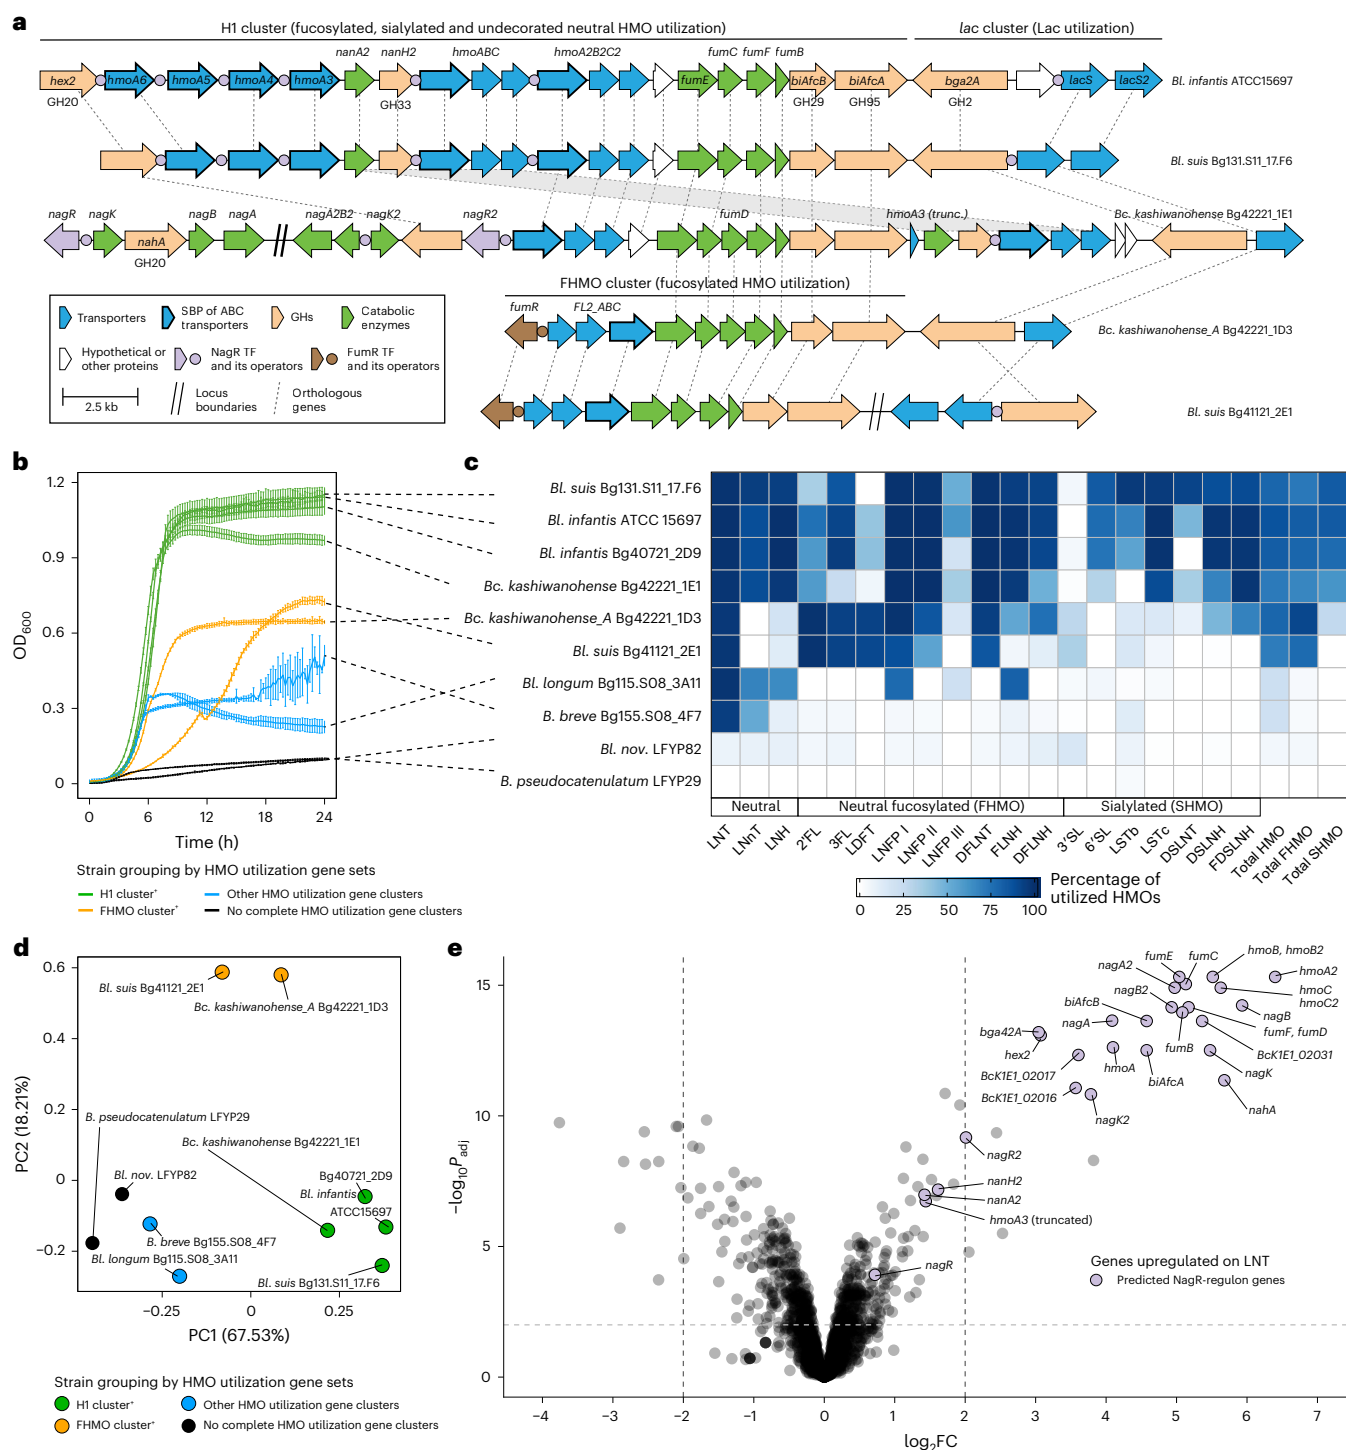 a
H1 cluster (fucosylated, sialylated and undecorated neutral HMO utilization)
lac cluster (Lac utilization)
nanA2 nanH2 hmoABC hmoA2B2C2 fumC fumF fumB
hex2 hmoA6 hmoA5 hmoA4 hmoA3 fumE biAfcB biAfcA bga2A lacS lacS2
Bl. infantis ATCC15697
GH20 GH33 GH29 GH95 GH2
Bl. suis Bg131.S11_17.F6
nagR nagK nagB nagA nagA2B2 nagK2 nagR2 fumD hmoA3 (trunc.)
Bc. kashiwanohense Bg42221_1E1
nahA
GH20
FHMO cluster (fucosylated HMO utilization)
fumR FL2_ABC
Bc. kashiwanohense_A Bg42221_1D3
Bl. suis Bg41121_2E1
Transporters
SBP of ABC transporters
GHs
Catabolic enzymes
Hypothetical or other proteins
NagR TF and its operators
FumR TF and its operators
2.5 kb
Locus boundaries
Orthologous genes
b
OD600
1.2
0.9
0.6
0.3
0
0 6 12 18 24
Time (h)
Strain grouping by HMO utilization gene sets
H1 cluster+
Other HMO utilization gene clusters
FHMO cluster+
No complete HMO utilization gene clusters
c
Bl. suis Bg131.S11_17.F6
Bl. infantis ATCC 15697
Bl. infantis Bg40721_2D9
Bc. kashiwanohense Bg42221_1E1
Bc. kashiwanohense_A Bg42221_1D3
Bl. suis Bg41121_2E1
Bl. longum Bg115.SO8_3A11
B. breve Bg155.SO8_4F7
Bl. nov. LFYP82
B. pseudocatenulatum LFYP29
Neutral
Neutral fucosylated (FHMO)
Sialylated (SHMO)
LNT LNnT LNH 2'FL 3FL LDFT LNFP I LNFP II LNFP III DFLNT FLNH DFLNH 3'SL 6'SL LSTb LSTc DSLNT DSLNH FDSLNH Total HMO Total FHMO Total SHMO
0 25 50 75 100
Percentage of utilized HMOs
d
PC2 (18.21%)
0.6
0.4
0.2
0
−0.2
Bl. suis Bg41121_2E1
Bc. kashiwanohense_A Bg42221_1D3
B. pseudocatenulatum LFYP29
Bc. kashiwanohense Bg42221_1E1
Bl. nov. LFYP82
Bg40721_2D9
Bl. infantis
ATCC15697
B. breve Bg155.SO8_4F7
Bl. longum Bg115.SO8_3A11
Bl. suis Bg131.S11_17.F6
−0.25 0 0.25
PC1 (67.53%)
Strain grouping by HMO utilization gene sets
H1 cluster+
Other HMO utilization gene clusters
FHMO cluster+
No complete HMO utilization gene clusters
e
−log10Padj
15
10
5
0
fumE fumC hmoB, hmoB2
nagA2 hmoA2
hmoC
hmoC2
nagB2
biAfcB nagB
nagA fumF, fumD
bga42A
hex2 fumB BcK1E1_02031
BcK1E1_02017 hmoA biAfcA nagK
BcK1E1_02016 nagK2 nahA
nagR2
nanH2
nanA2
hmoA3 (truncated)
nagR
Genes upregulated on LNT
Predicted NagR-regulon genes
−4 −3 −2 −1 0 1 2 3 4 5 6 7
log2FC